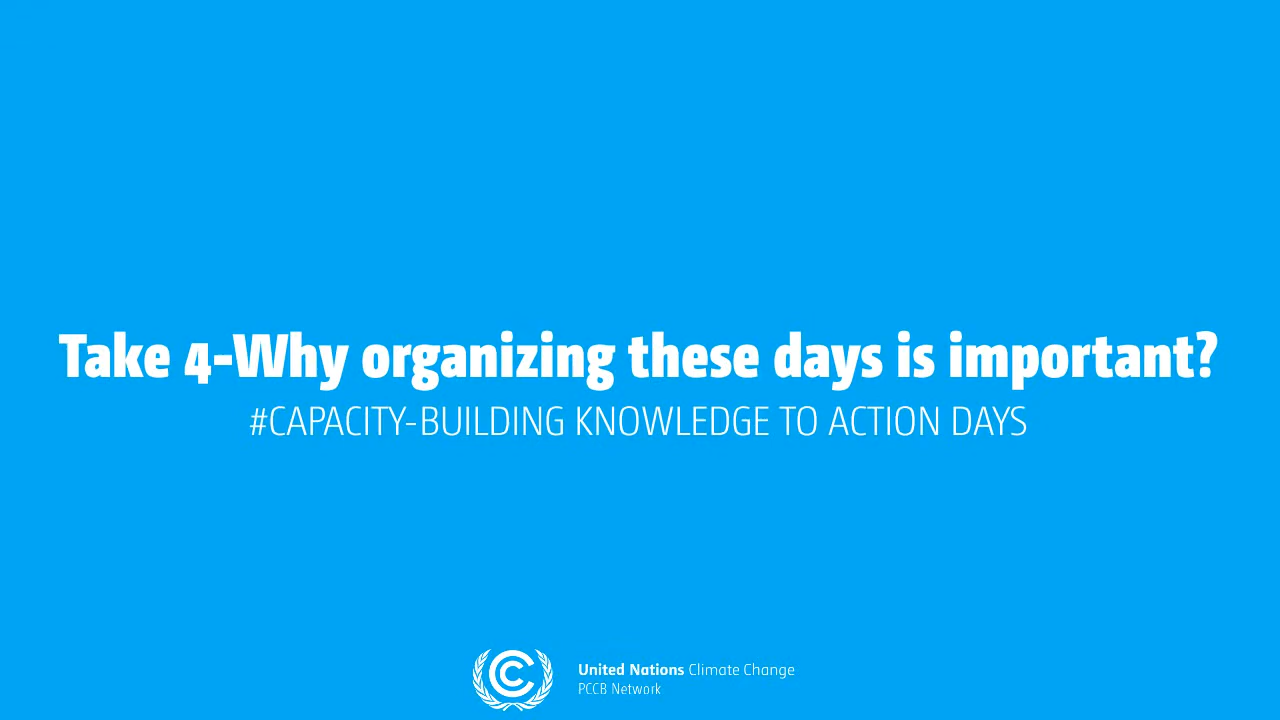 Take 4-Why organizing these days is important?
#CAPACITY-BUILDING KNOWLEDGE TO ACTION DAYS
United Nations Climate Change
PCCB Network